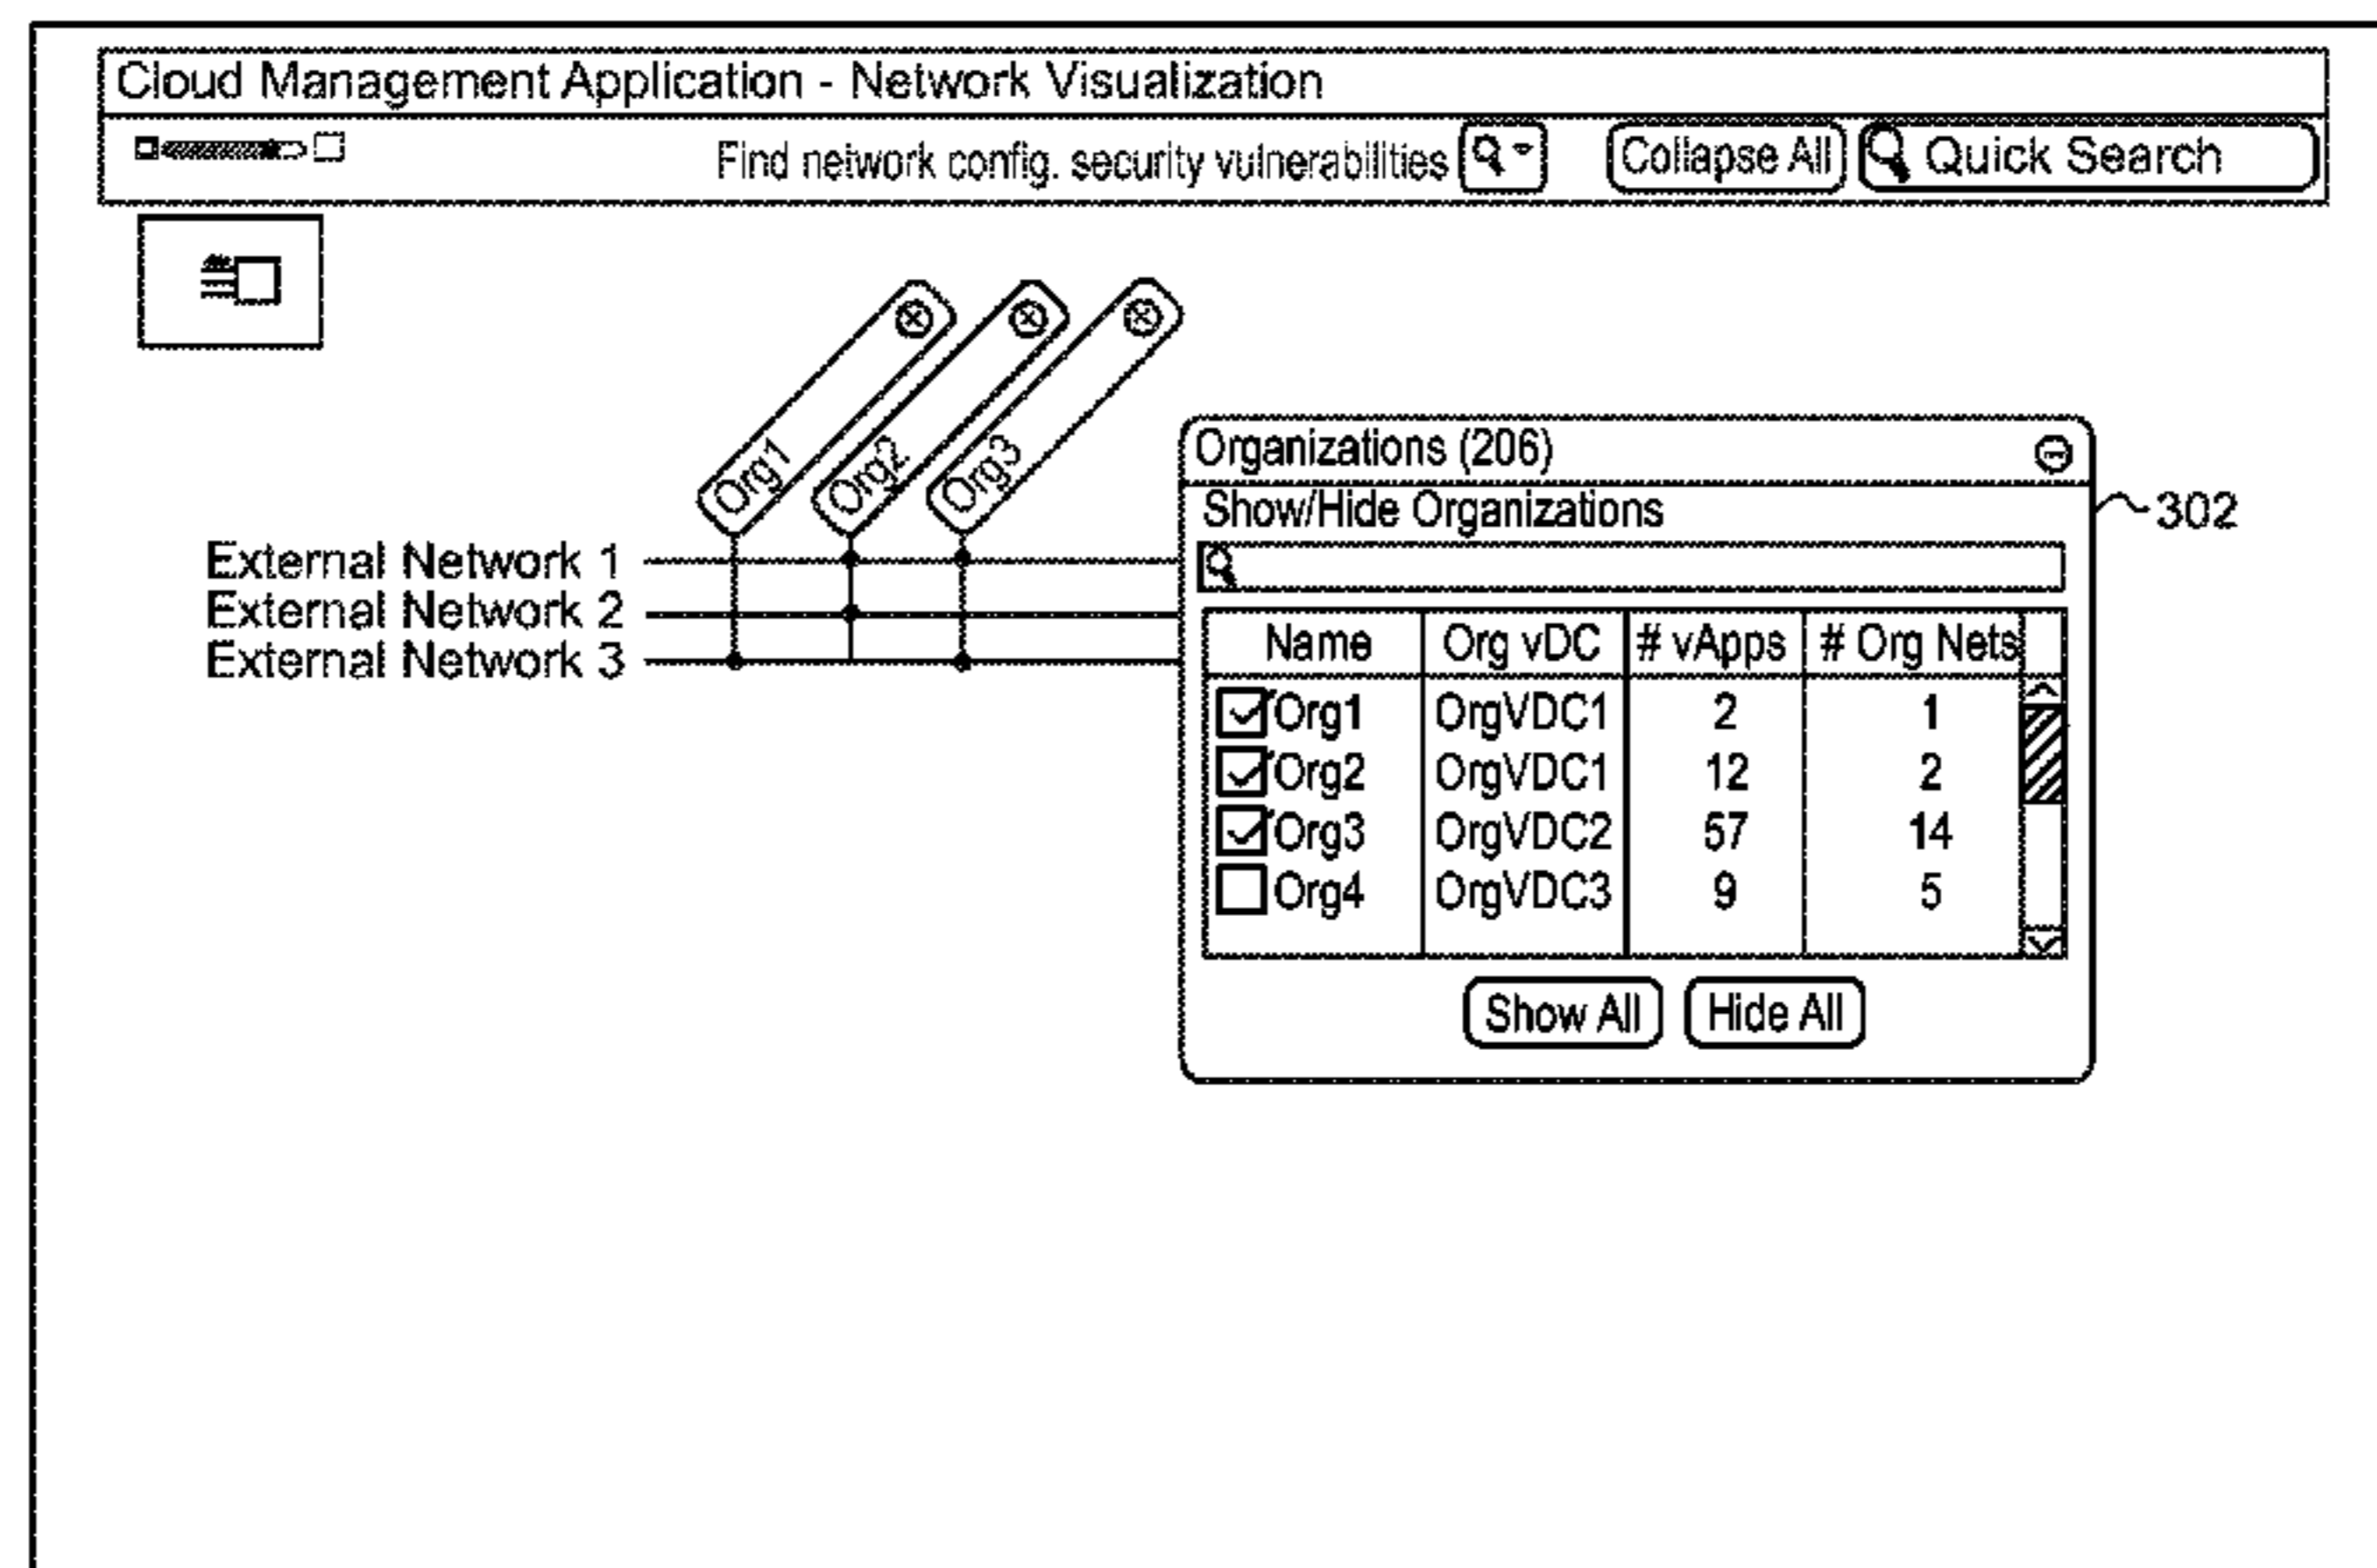 Cloud Management Application - Network Visualization
Find network config. security vulnerabilities Collapse All Quick Search
Org1 Org2 Org3
Organizations (206)
Show/Hide Organizations
302
External Network 1
External Network 2
External Network 3
Name Org vDC # vApps # Org Nets
Org1 OrgVDC1 2 1
Org2 OrgVDC1 12 2
Org3 OrgVDC2 57 14
Org4 OrgVDC3 9 5
Show All Hide All